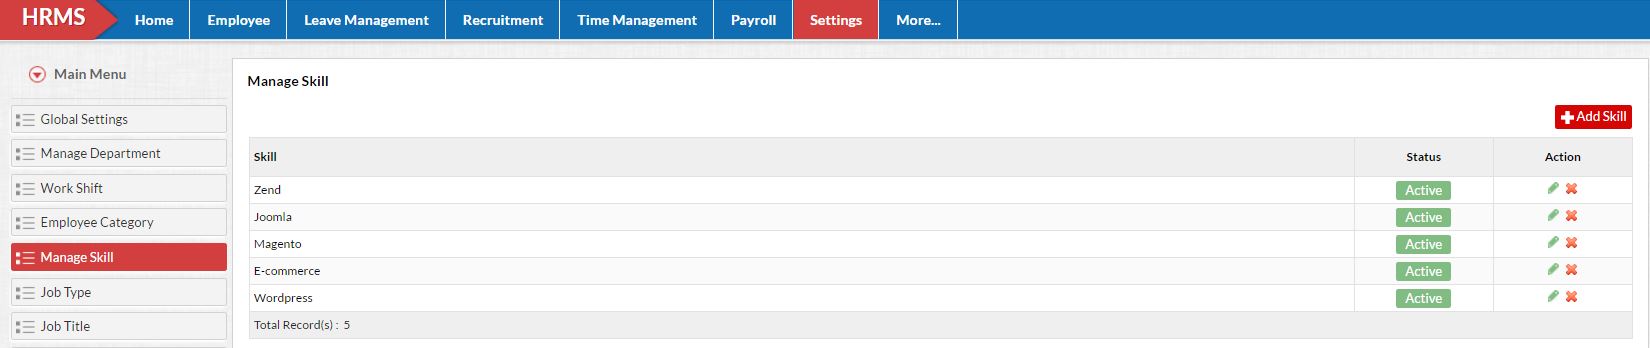 HRMS Home Employee Leave Management Recruitment Time Management Payroll Settings More...
Main Menu
Global Settings
Manage Department
Work Shift
Employee Category
Manage Skill
Job Type
Job Title
Manage Skill
Add Skill
Skill Status Action
Zend Active
Joomla Active
Magento Active
E-commerce Active
Wordpress Active
Total Record(s) : 5